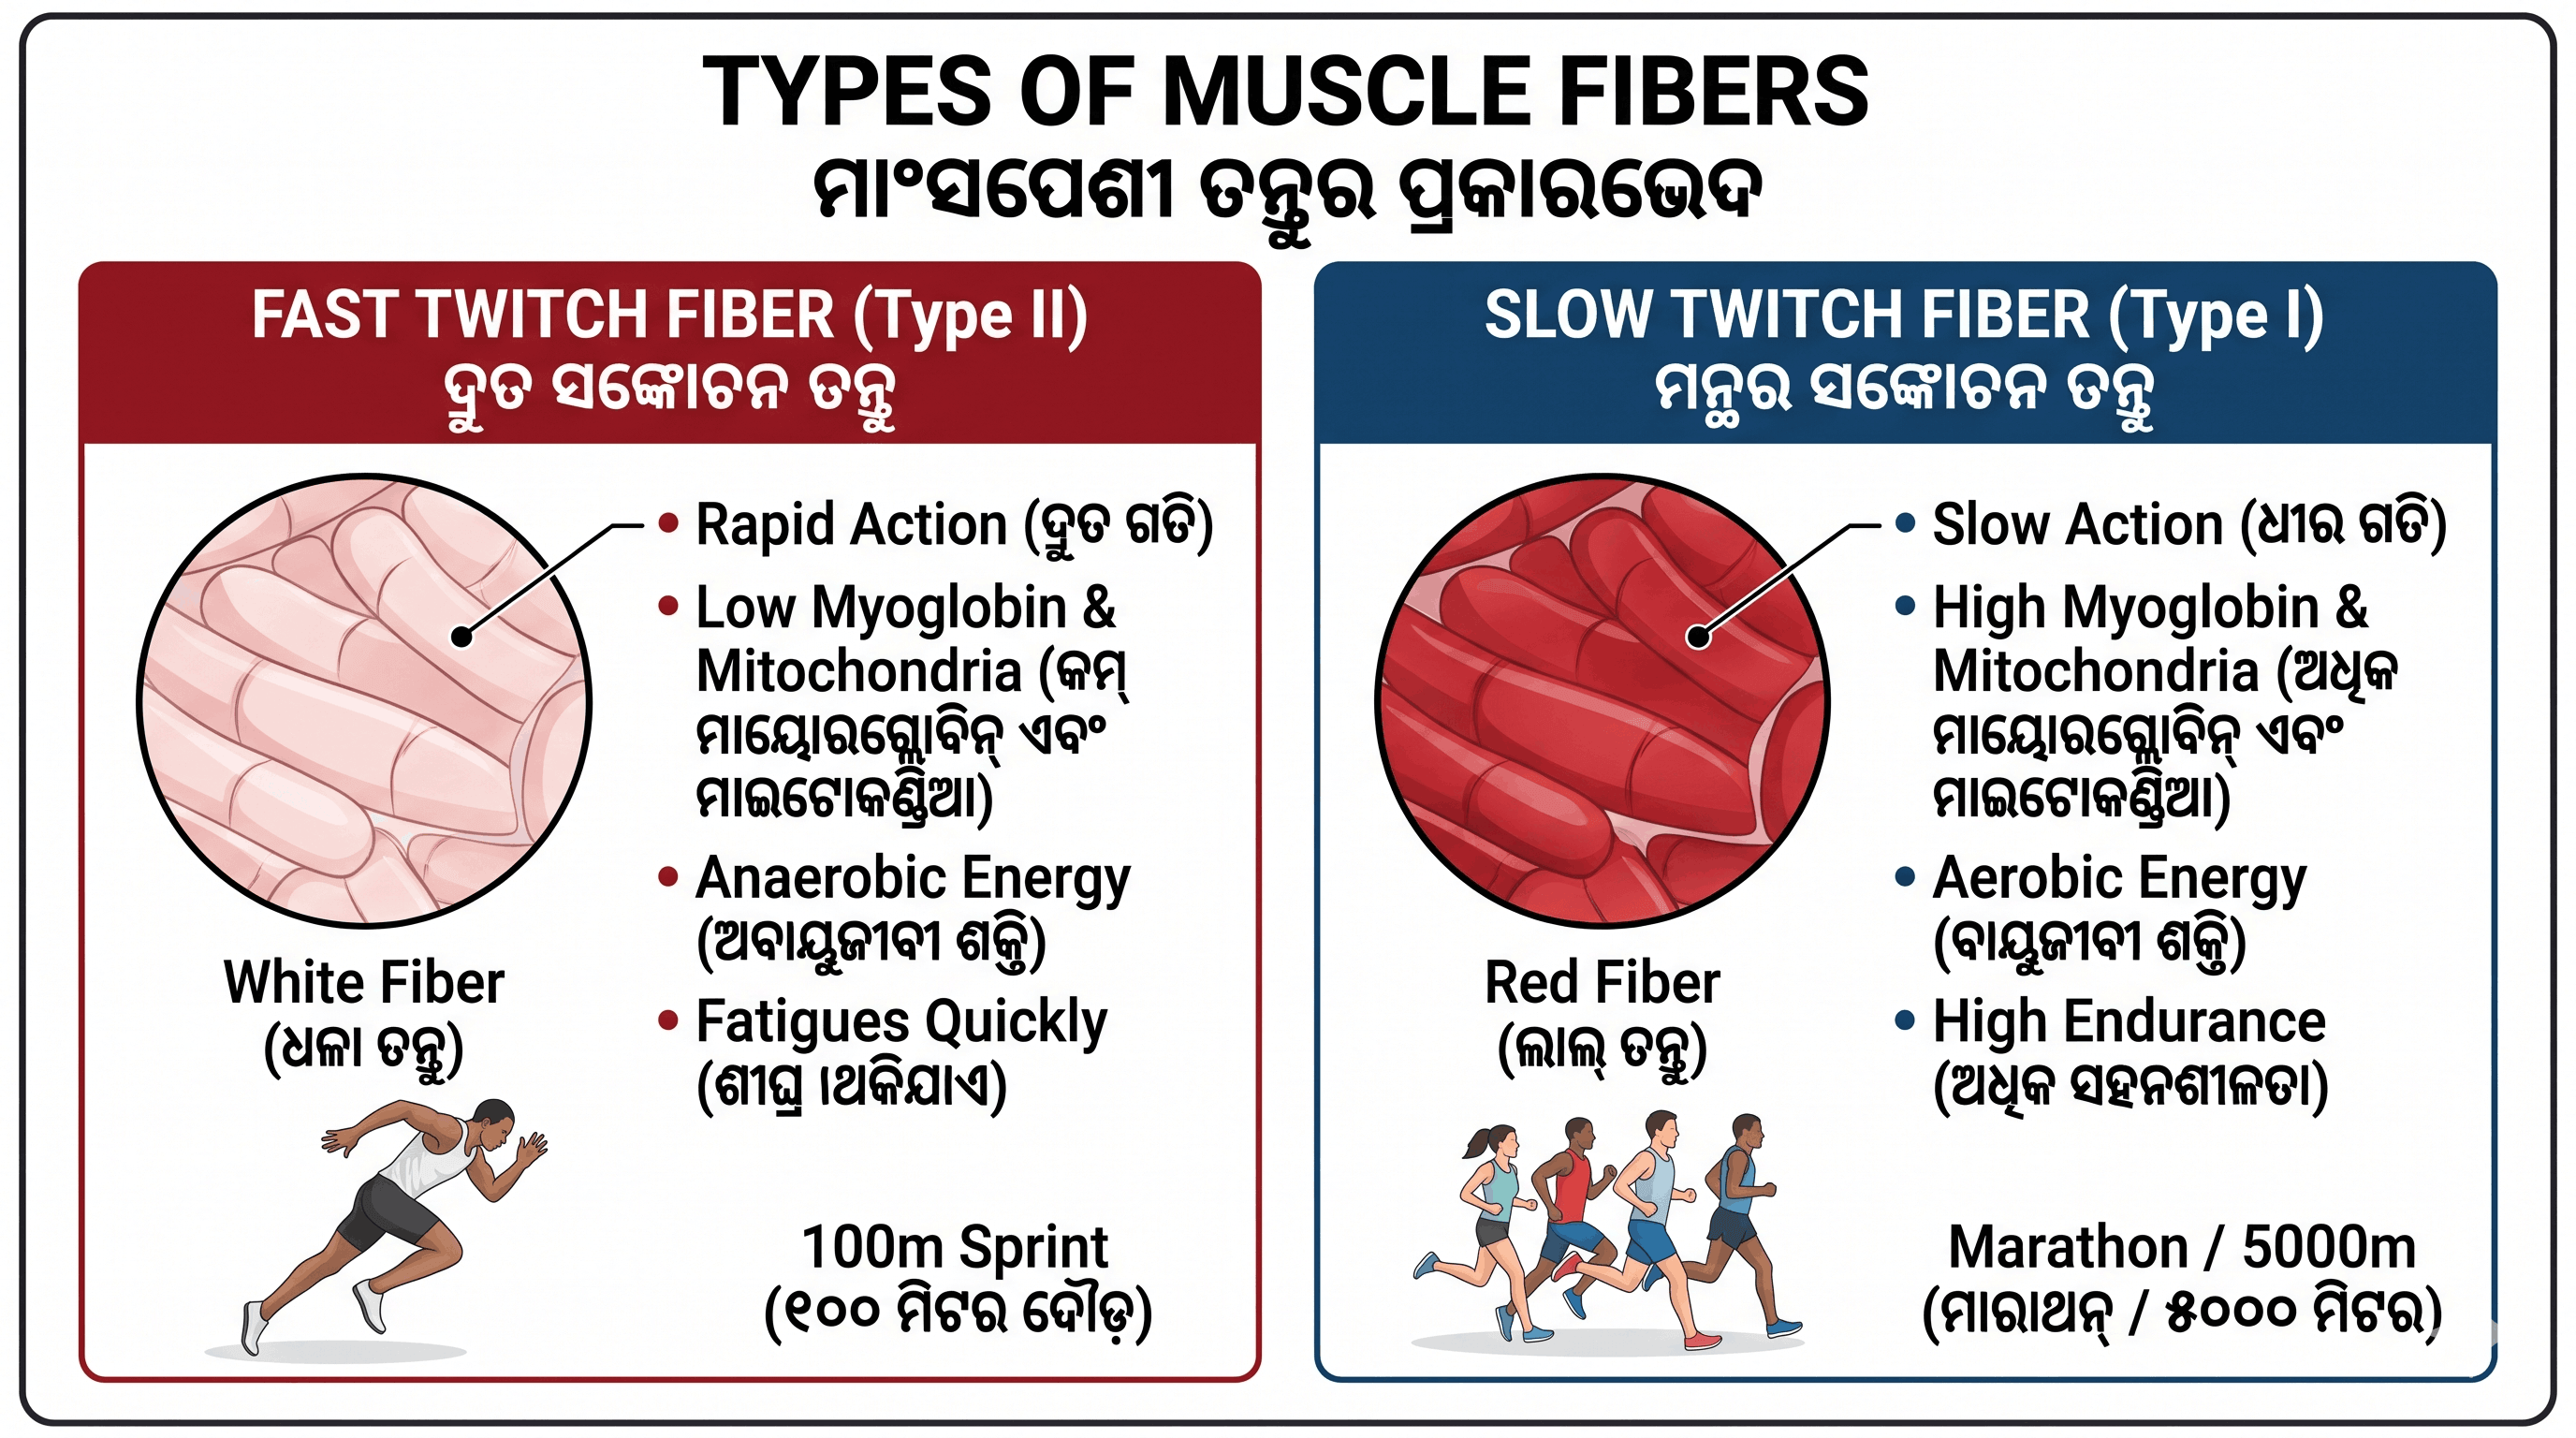 TYPES OF MUSCLE FIBERS
ମାଂସପେଶୀ ତନ୍ତୁର ପ୍ରକାରଭେଦ
FAST TWITCH FIBER (Type II)
ଦ୍ରୁତ ସଙ୍କୋଚନ ତନ୍ତୁ
• Rapid Action (ଦ୍ରୁତ ଗତି)
• Low Myoglobin &
Mitochondria (କମ୍
ମାୟୋରଗ୍ଲୋବିନ୍ ଏବଂ
ମାଇଟୋକଣ୍ଡ୍ରିଆ)
• Anaerobic Energy
(ଅବାୟୁଜୀବୀ ଶକ୍ତି)
• Fatigues Quickly
(ଶୀଘ୍ର ାଥକିଯାଏ)
White Fiber
(ଧଳା ତନ୍ତୁ)
100m Sprint
(୧୦୦ ମିଟର ଦୌଡ଼)
SLOW TWITCH FIBER (Type I)
ମନ୍ଥର ସଙ୍କୋଚନ ତନ୍ତୁ
• Slow Action (ଧୀର ଗତି)
• High Myoglobin &
Mitochondria (ଅଧିକ
ମାୟୋରଗ୍ଲୋବିନ୍ ଏବଂ
ମାଇଟୋକଣ୍ଡ୍ରିଆ)
• Aerobic Energy
(ବାୟୁଜୀବୀ ଶକ୍ତି)
• High Endurance
(ଅଧିକ ସହନଶୀଳତା)
Red Fiber
(ଲାଲ୍ ତନ୍ତୁ)
Marathon / 5000m
(ମାରାଥନ୍ / ୫୦୦୦ ମିଟର)